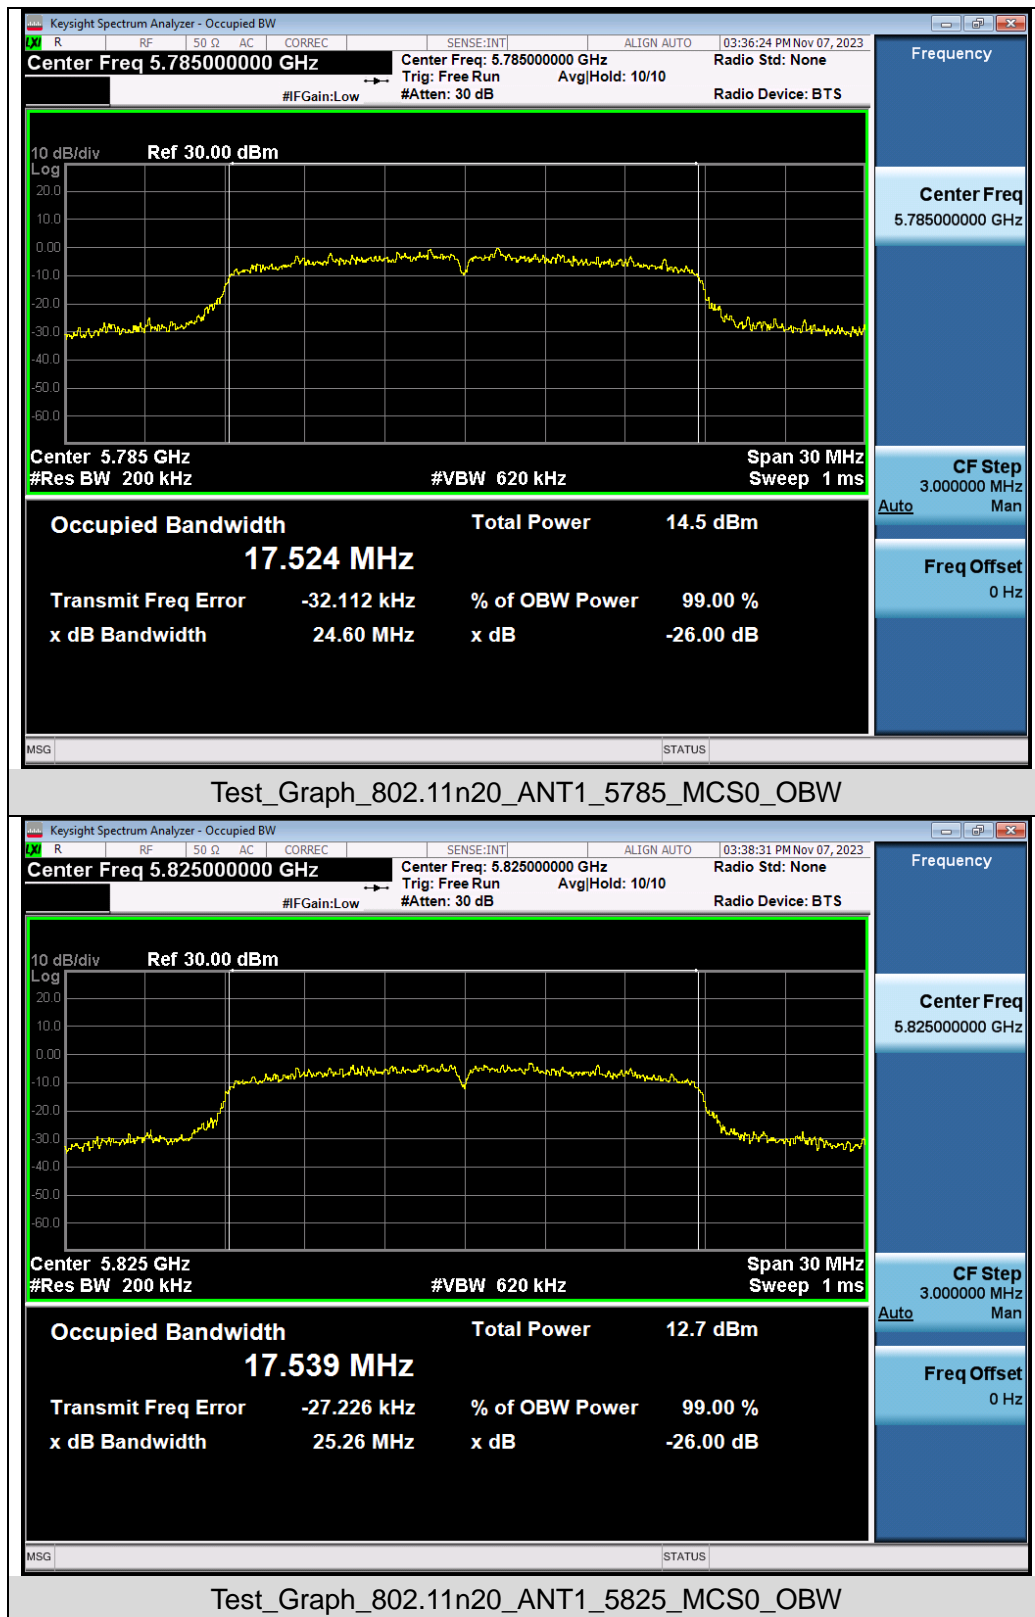 Keysight Spectrum Analyzer - Occupied BW
LXI R RF 50 Ω AC CORREC SENSE:INT ALIGN AUTO 03:36:24 PM Nov 07, 2023
Center Freq 5.785000000 GHz Center Freq: 5.785000000 GHz Radio Std: None
Trig: Free Run Avg|Hold: 10/10
#IFGain:Low #Atten: 30 dB Radio Device: BTS
Frequency
10 dB/div Ref 30.00 dBm
Log
20.0
10.0
0.00
-10.0
-20.0
-30.0
-40.0
-50.0
-60.0
Center 5.785 GHz Span 30 MHz
#Res BW 200 kHz #VBW 620 kHz Sweep 1 ms
Center Freq
5.785000000 GHz
CF Step
3.000000 MHz
Auto Man
Freq Offset
0 Hz
Occupied Bandwidth Total Power 14.5 dBm
17.524 MHz
Transmit Freq Error -32.112 kHz % of OBW Power 99.00 %
x dB Bandwidth 24.60 MHz x dB -26.00 dB
MSG STATUS
Test_Graph_802.11n20_ANT1_5785_MCS0_OBW
Keysight Spectrum Analyzer - Occupied BW
LXI R RF 50 Ω AC CORREC SENSE:INT ALIGN AUTO 03:38:31 PM Nov 07, 2023
Center Freq 5.825000000 GHz Center Freq: 5.825000000 GHz Radio Std: None
Trig: Free Run Avg|Hold: 10/10
#IFGain:Low #Atten: 30 dB Radio Device: BTS
Frequency
10 dB/div Ref 30.00 dBm
Log
20.0
10.0
0.00
-10.0
-20.0
-30.0
-40.0
-50.0
-60.0
Center 5.825 GHz Span 30 MHz
#Res BW 200 kHz #VBW 620 kHz Sweep 1 ms
Center Freq
5.825000000 GHz
CF Step
3.000000 MHz
Auto Man
Freq Offset
0 Hz
Occupied Bandwidth Total Power 12.7 dBm
17.539 MHz
Transmit Freq Error -27.226 kHz % of OBW Power 99.00 %
x dB Bandwidth 25.26 MHz x dB -26.00 dB
MSG STATUS
Test_Graph_802.11n20_ANT1_5825_MCS0_OBW